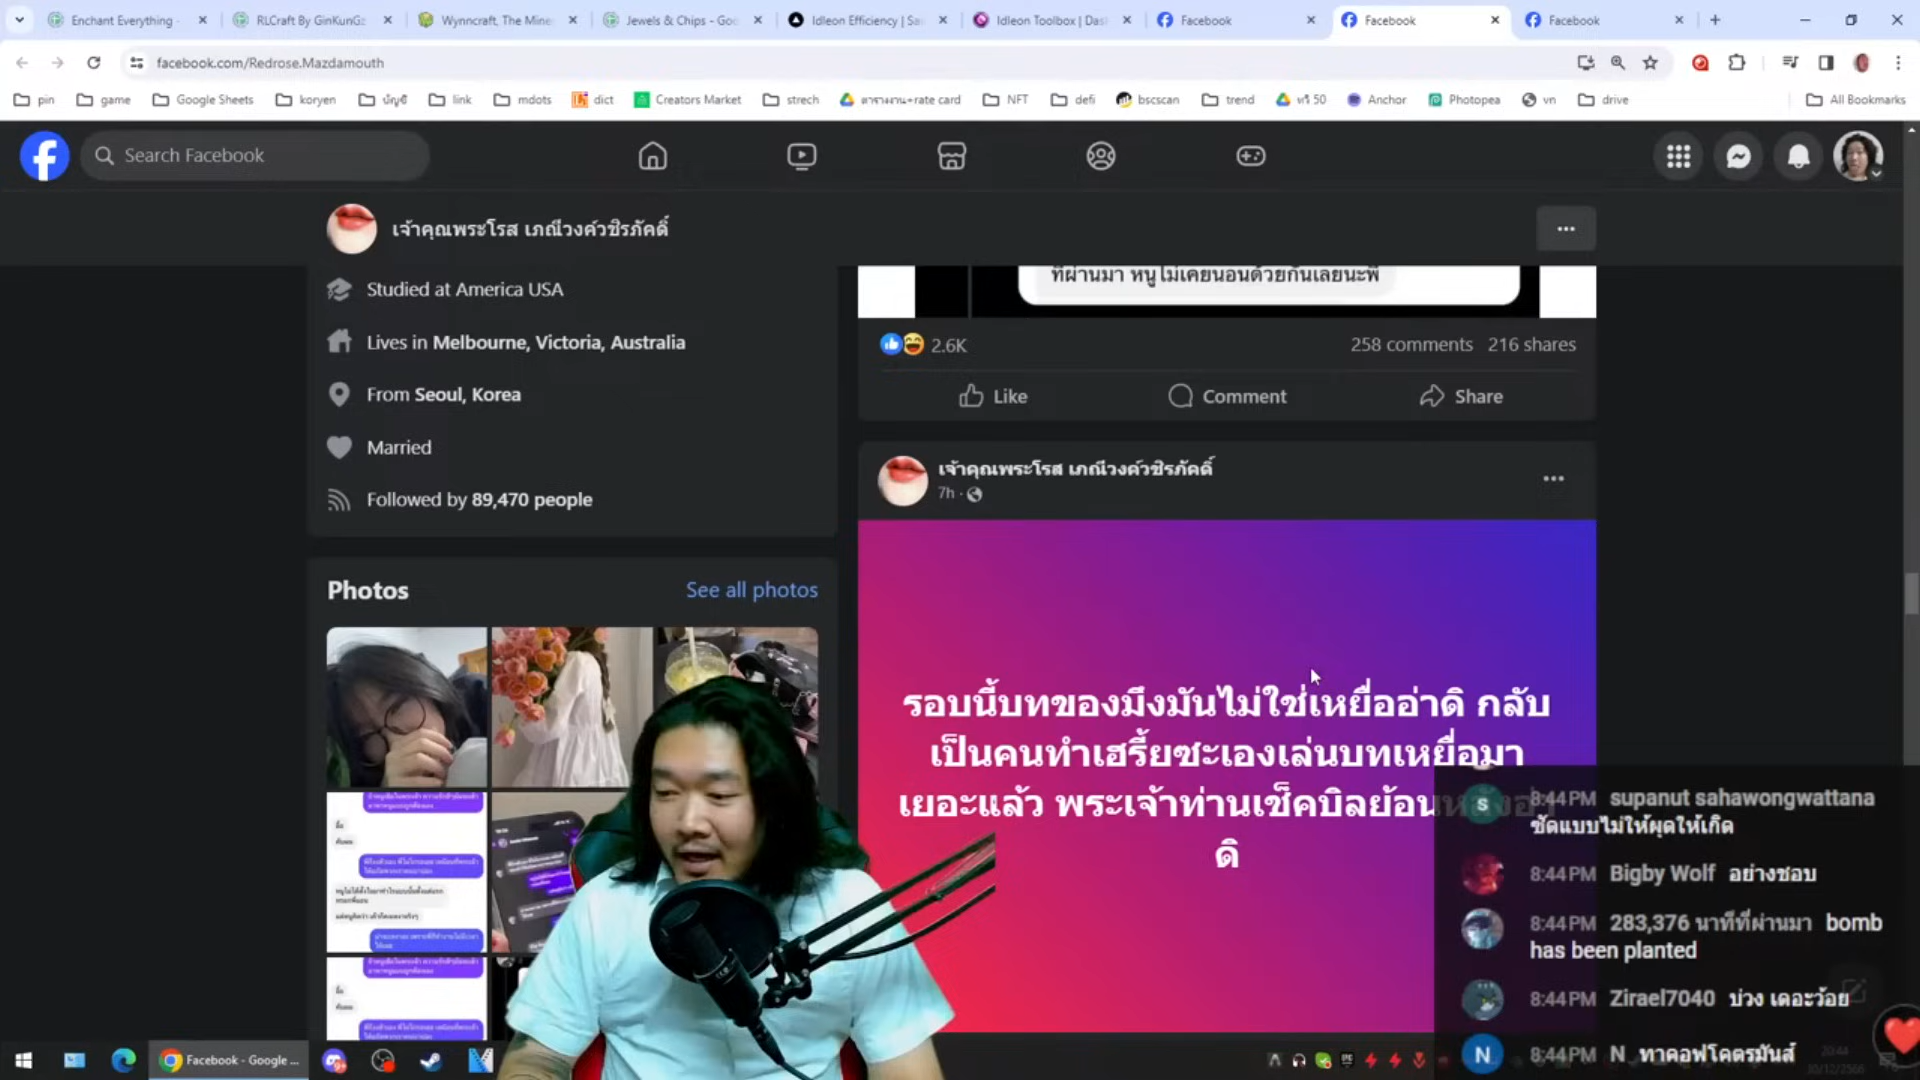 Enchant Everything
RLCraft By GinKunGz
Wynncraft, The Mine
Jewels & Chips - Goo
Idleon Efficiency | Sa
Idleon Toolbox | Das
Facebook
Facebook
Facebook
facebook.com/Redrose.Mazdamouth
pin
game
Google Sheets
koryen
บัญชี
link
mdots
dict
Creators Market
strech
ตารางงาน+rate card
NFT
defi
bscscan
trend
ทวิ 50
Anchor
Photopea
vn
drive
All Bookmarks
Search Facebook
เจ้าคุณพระโรส เภณีวงค์วชิรภัคดิ์
Studied at America USA
Lives in Melbourne, Victoria, Australia
From Seoul, Korea
Married
Followed by 89,470 people
Photos
See all photos
ที่ผ่านมา หนูไม่เคยนอนด้วยกันเลยนะพี่
2.6K
258 comments 216 shares
Like
Comment
Share
เจ้าคุณพระโรส เภณีวงค์วชิรภัคดิ์
7h
รอบนี้บทของมึงมันไม่ใช่เหยื่ออ่าดิ กลับ
เป็นคนทำเฮรี้ยซะเองเล่นบทเหยื่อมา
เยอะแล้ว พระเจ้าท่านเช็คบิลย้อน
ดิ
8:44PM supanut sahawongwattana
ซัดแบบไม่ให้ผุดให้เกิด
8:44PM Bigby Wolf อย่างชอบ
8:44PM 283,376 นาทีที่ผ่านมา bomb
has been planted
8:44PM Zirael7040 บ่วง เดอะว้อย
8:44PM N ทาคอฟโคตรมันส์
Facebook - Google ...
20:44
30/12/2566